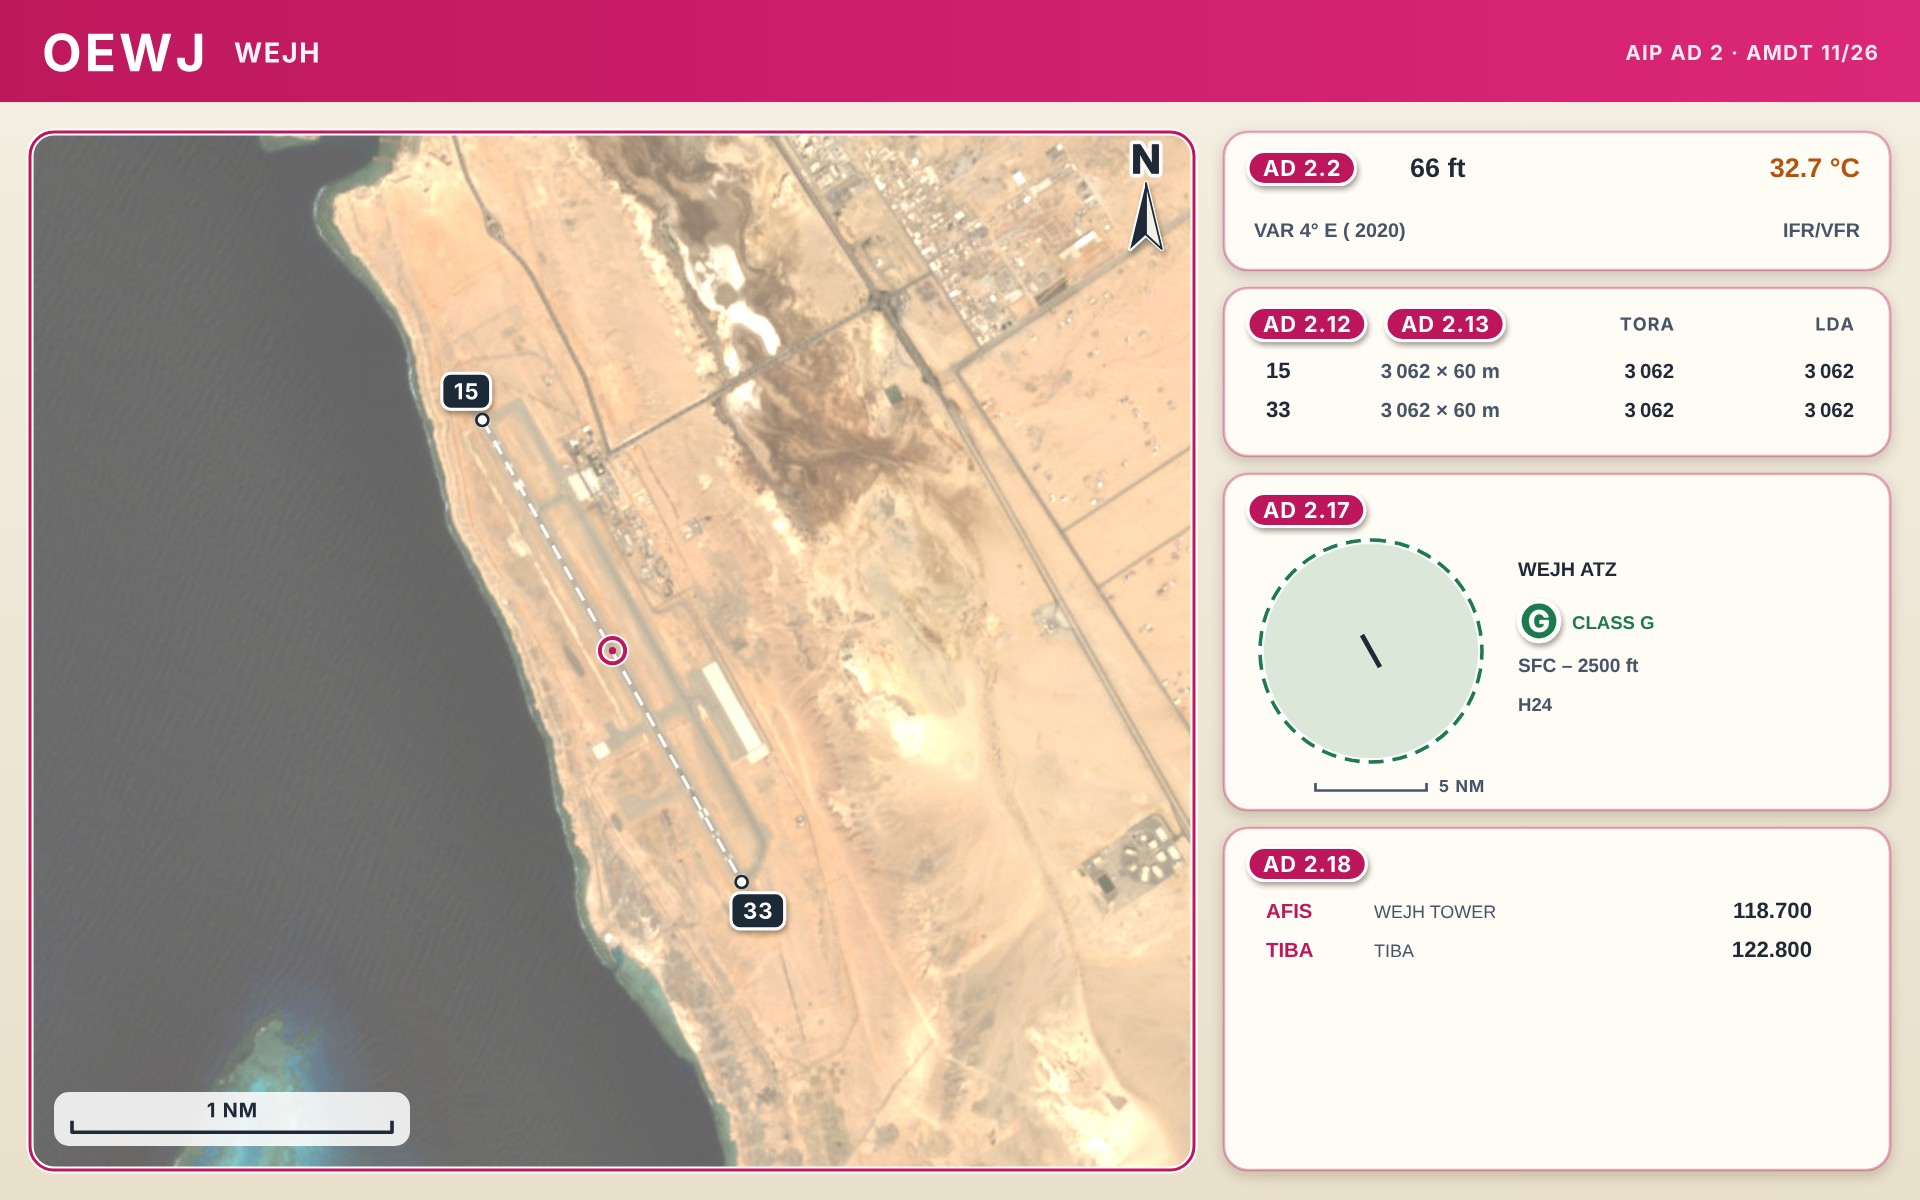 OEWJ WEJH
AIP AD 2 · AMDT 11/26
N
15
33
1 NM
AD 2.2 66 ft 32.7 °C
VAR 4° E ( 2020) IFR/VFR
AD 2.12 AD 2.13 TORA LDA
15 3 062 × 60 m 3 062 3 062
33 3 062 × 60 m 3 062 3 062
AD 2.17
WEJH ATZ
G CLASS G
SFC – 2500 ft
H24
5 NM
AD 2.18
AFIS WEJH TOWER 118.700
TIBA TIBA 122.800